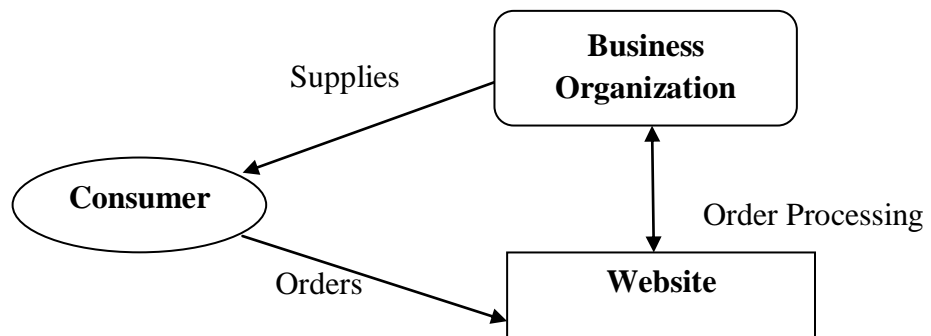 Business
Organization
Supplies
Consumer
Order Processing
Orders
Website